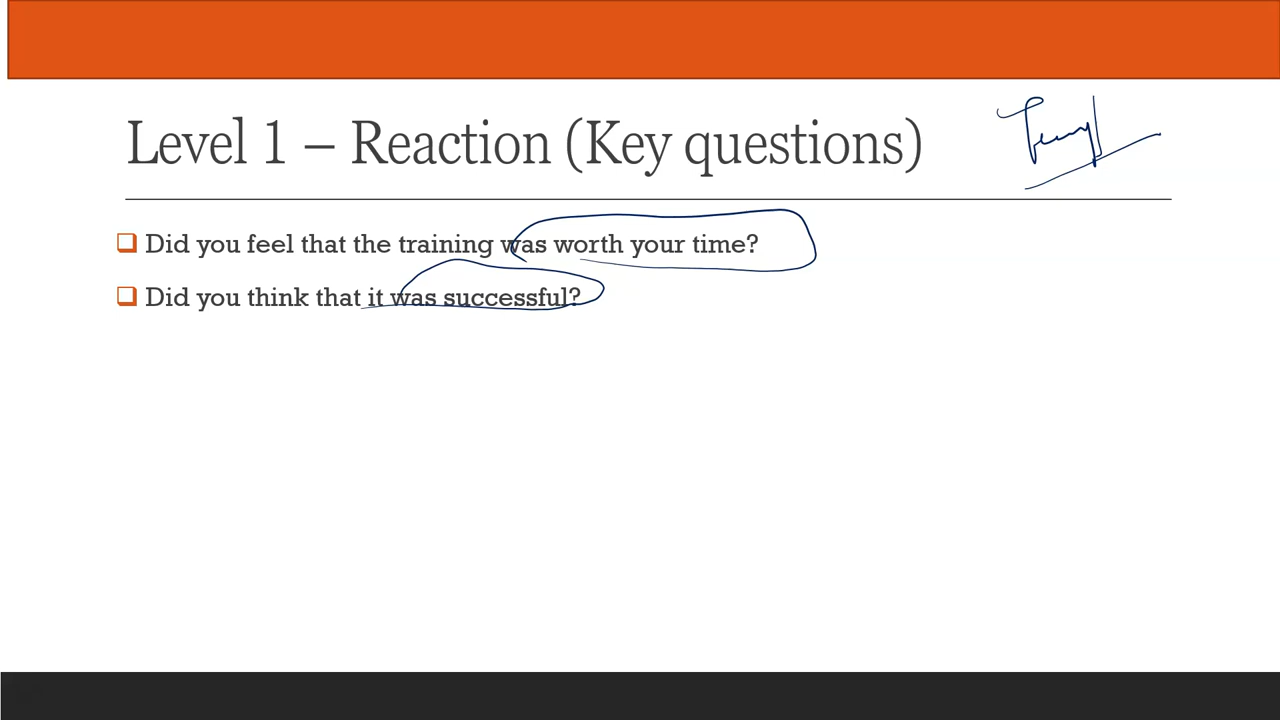 Level 1 – Reaction (Key questions)
Did you feel that the training was worth your time?
Did you think that it was successful?